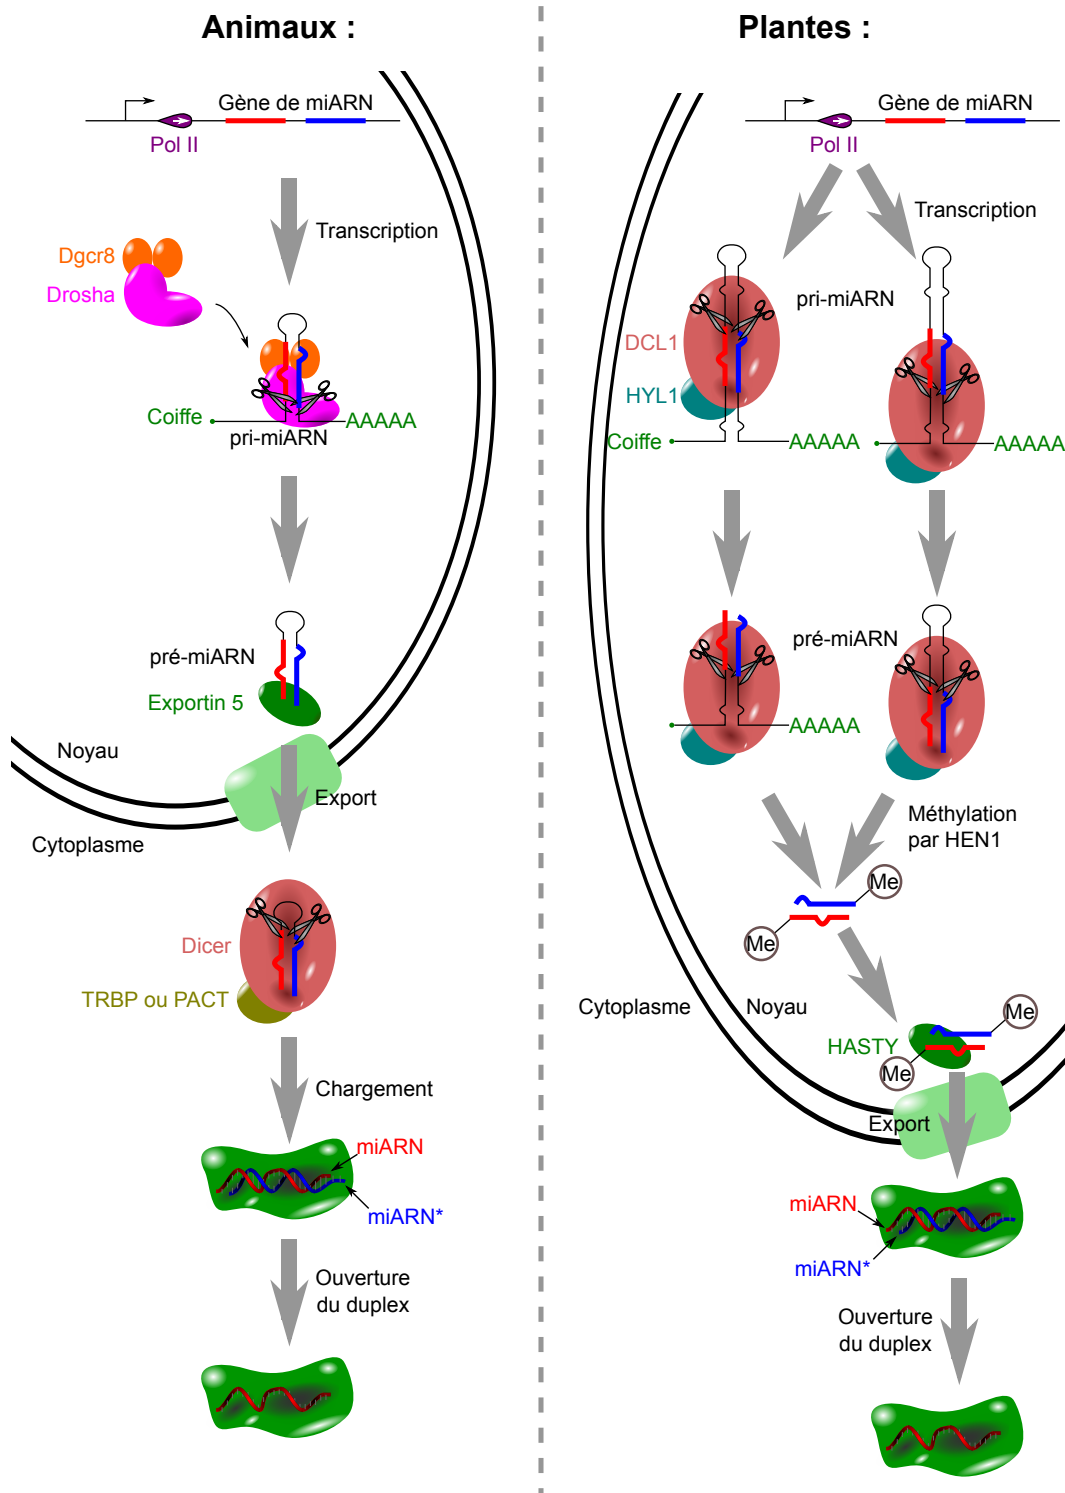 Animaux :
Gène de miARN
Pol II
Transcription
Dgcr8
Drosha
Coiffe
AAAAA
pri-miARN
pré-miARN
Exportin 5
Noyau
Export
Cytoplasme
Dicer
TRBP ou PACT
Chargement
miARN
miARN*
Ouverture
du duplex
Plantes :
Gène de miARN
Pol II
Transcription
pri-miARN
DCL1
HYL1
Coiffe
AAAAA
AAAAA
pré-miARN
AAAAA
Méthylation
par HEN1
Me
Me
Cytoplasme
Noyau
Me
HASTY
Me
Export
miARN
miARN*
Ouverture
du duplex